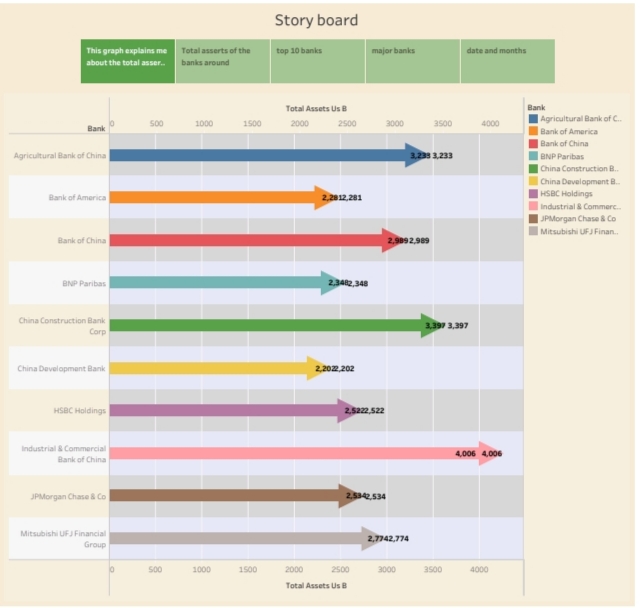 Story board
This graph explains me
about the total asser..
Total asserts of the
banks around
top 10 banks
major banks
date and months
Total Assets Us B
Bank
0 500 1000 1500 2000 2500 3000 3500 4000
Agricultural Bank of China
3,233 3,233
Bank of America
2,281 2,281
Bank of China
2,989 2,989
BNP Paribas
2,348 2,348
China Construction Bank
Corp
3,397 3,397
China Development Bank
2,202 2,202
HSBC Holdings
2,522 2,522
Industrial & Commercial
Bank of China
4,006 4,006
JPMorgan Chase & Co
2,534 2,534
Mitsubishi UFJ Financial
Group
2,774 2,774
0 500 1000 1500 2000 2500 3000 3500 4000
Total Assets Us B
Bank
Agricultural Bank of C..
Bank of America
Bank of China
BNP Paribas
China Construction B..
China Development B..
HSBC Holdings
Industrial & Commerc..
JPMorgan Chase & Co
Mitsubishi UFJ Finan..